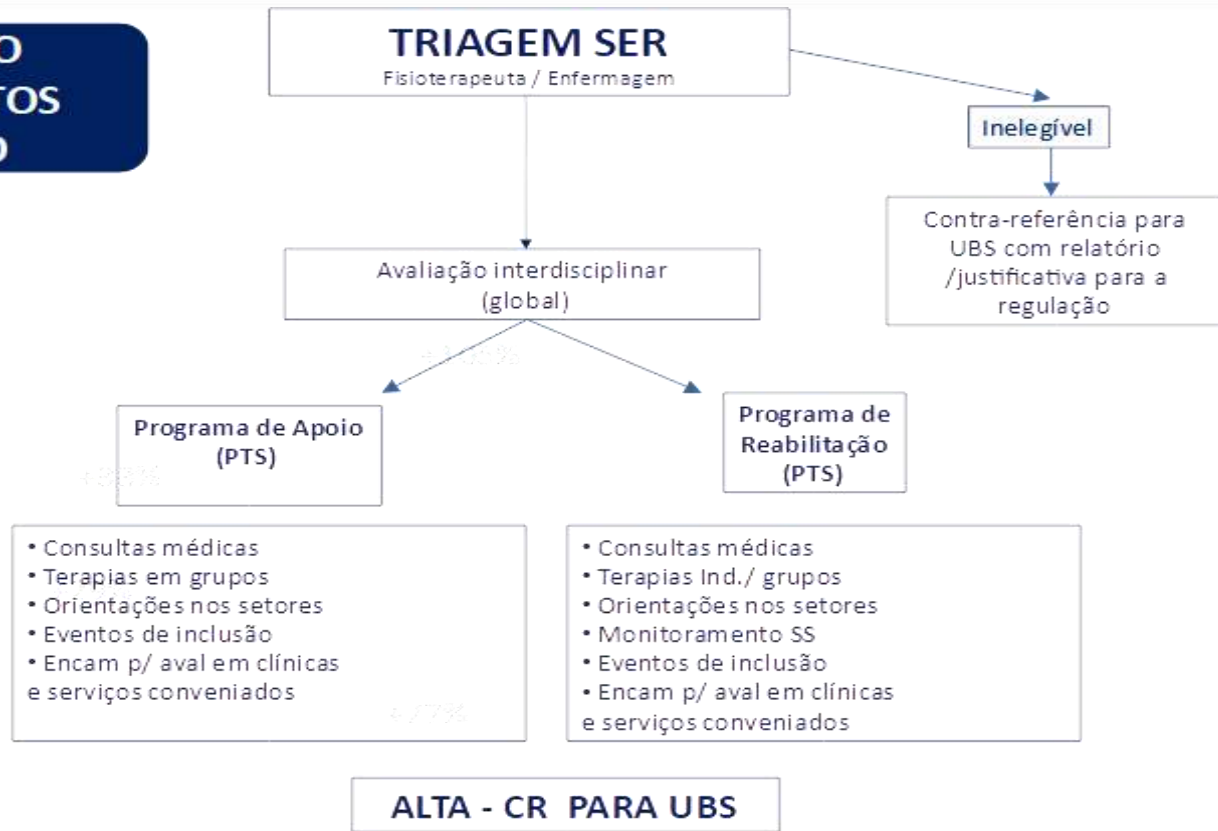 O
TOS
O
TRIAGEM SER
Fisioterapeuta / Enfermagem
Inelegível
Contra-referência para
UBS com relatório
/justificativa para a
regulação
Avaliação interdisciplinar
(global)
Programa de Apoio
(PTS)
Programa de
Reabilitação
(PTS)
• Consultas médicas
• Terapias em grupos
• Orientações nos setores
• Eventos de inclusão
• Encam p/ aval em clínicas
e serviços conveniados
• Consultas médicas
• Terapias Ind./ grupos
• Orientações nos setores
• Monitoramento SS
• Eventos de inclusão
• Encam p/ aval em clínicas
e serviços conveniados
ALTA - CR PARA UBS